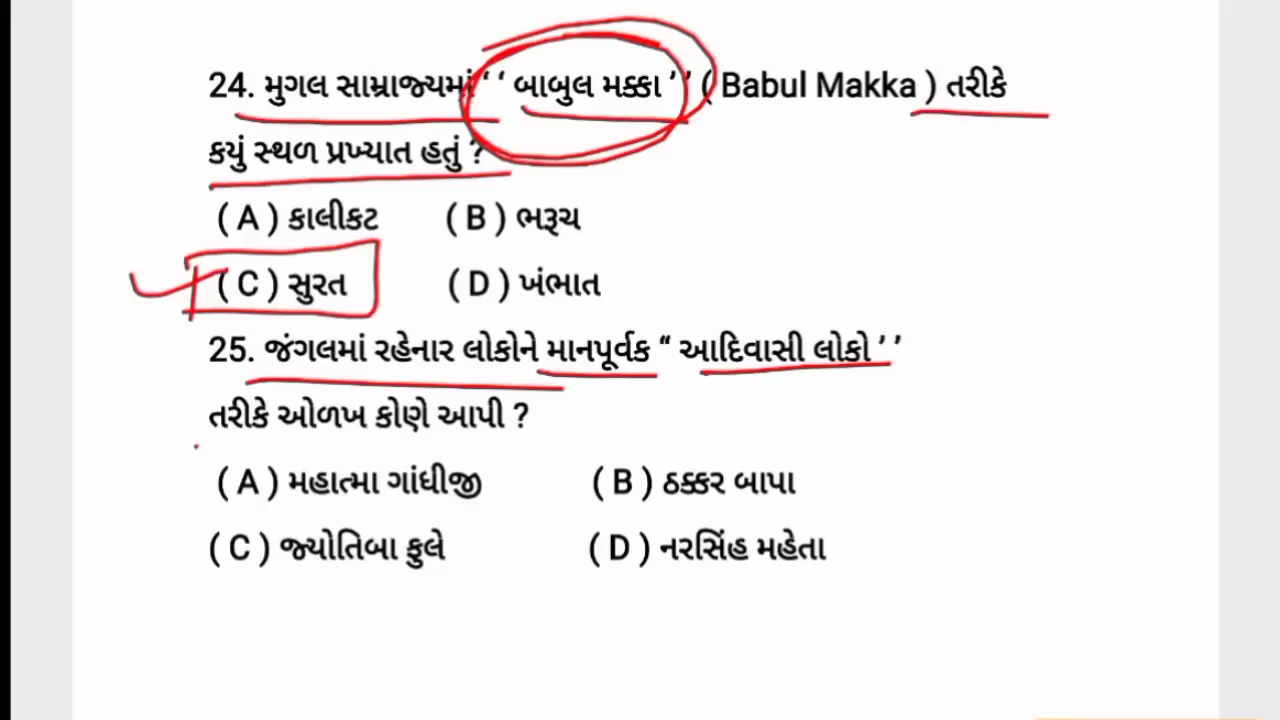 24. મુગલ સામ્રાજ્યમાં ‘ ‘ બાબુલ મક્કા ’ ’ ( Babul Makka ) તરીકે
કયું સ્થળ પ્રખ્યાત હતું ?
( A ) કાલીકટ ( B ) ભરૂચ
( C ) સુરત ( D ) ખંભાત
25. જંગલમાં રહેનાર લોકોને માનપૂર્વક “ આદિવાસી લોકો ’ ’
તરીકે ઓળખ કોણે આપી ?
( A ) મહાત્મા ગાંધીજી ( B ) ઠક્કર બાપા
( C ) જ્યોતિબા ફુલે ( D ) નરસિંહ મહેતા